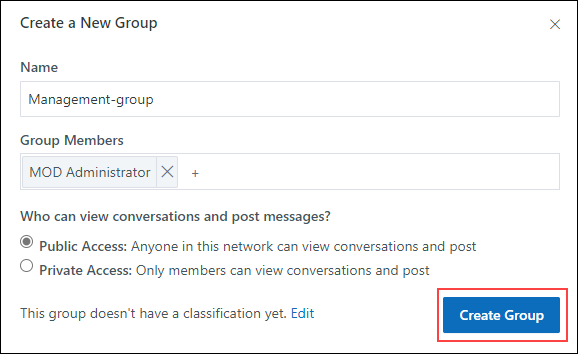 Create a New Group
Name
Management-group
Group Members
MOD Administrator
Who can view conversations and post messages?
Public Access: Anyone in this network can view conversations and post
Private Access: Only members can view conversations and post
This group doesn't have a classification yet. Edit
Create Group